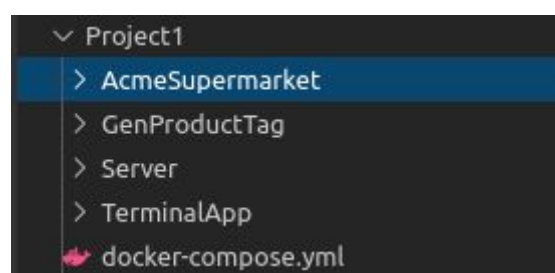 Project1
AcmeSupermarket
GenProductTag
Server
TerminalApp
docker-compose.yml